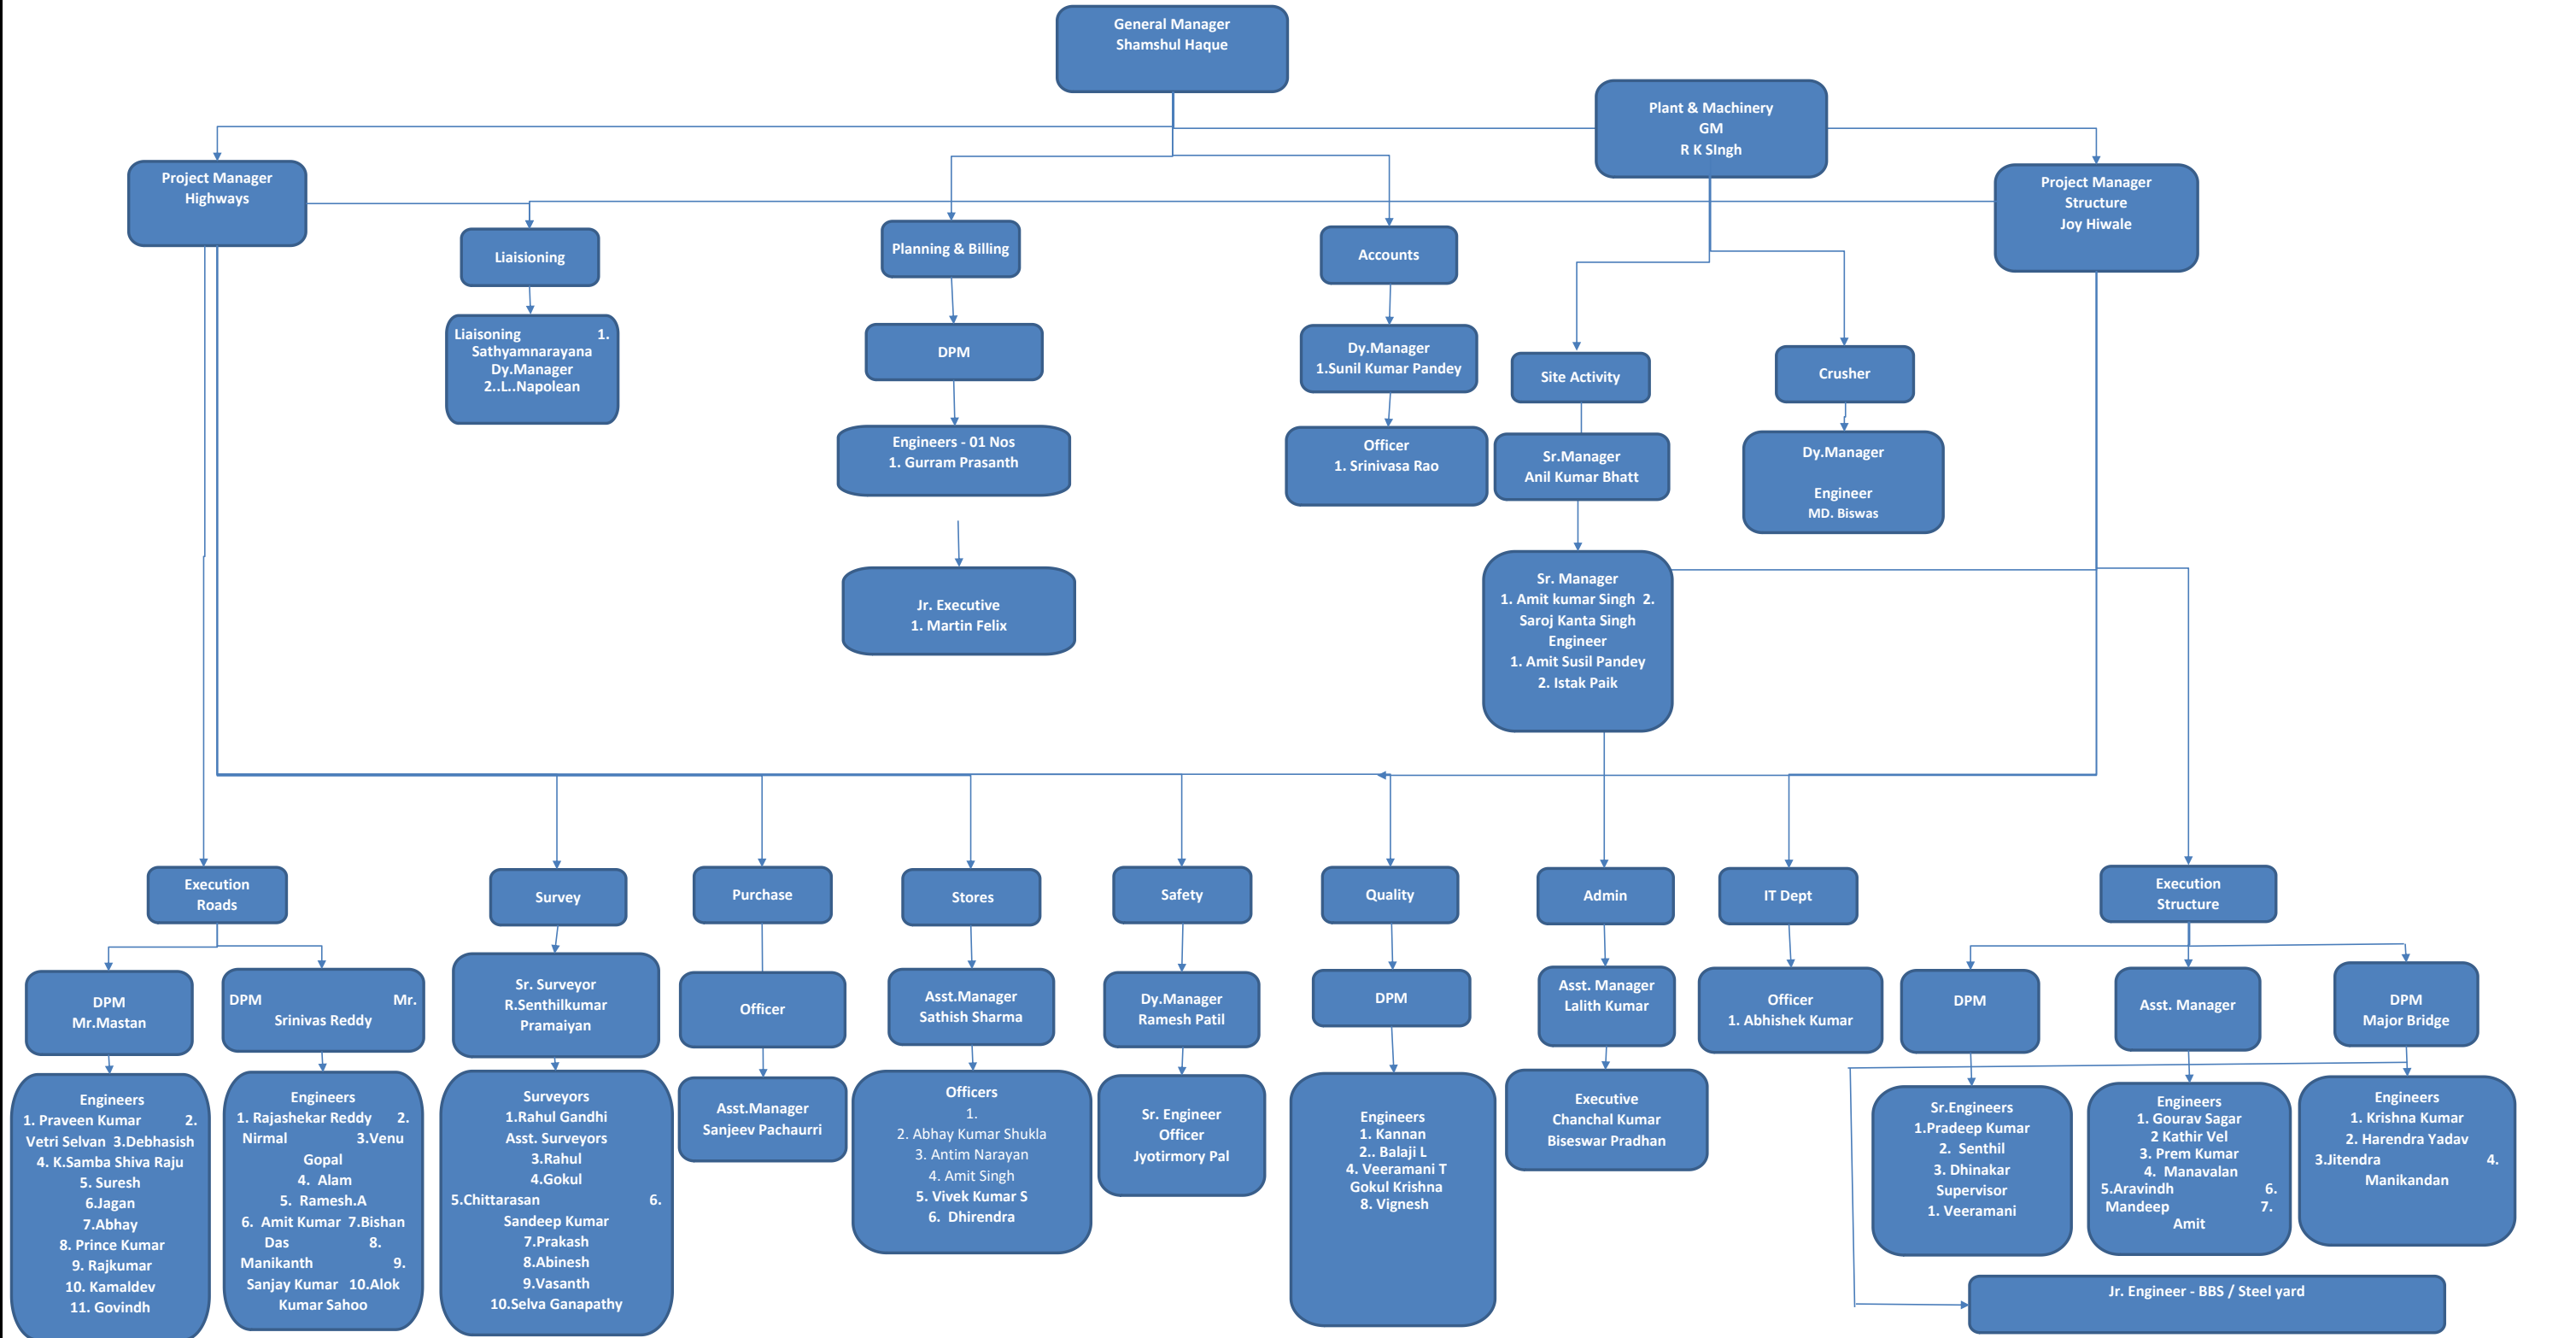 General Manager
Shamshul Haque
Plant & Machinery
GM
R K SIngh
Project Manager
Highways
Project Manager
Structure
Joy Hiwale
Liaisioning
Planning & Billing
Accounts
Liaisoning 1.
Sathyamnarayana
Dy.Manager
2..L..Napolean
DPM
Dy.Manager
1.Sunil Kumar Pandey
Site Activity
Crusher
Engineers - 01 Nos
1. Gurram Prasanth
Officer
1. Srinivasa Rao
Sr.Manager
Anil Kumar Bhatt
Dy.Manager
Engineer
MD. Biswas
Jr. Executive
1. Martin Felix
Sr. Manager
1. Amit kumar Singh 2.
Saroj Kanta Singh
Engineer
1. Amit Susil Pandey
2. Istak Paik
Execution
Roads
Survey
Purchase
Stores
Safety
Quality
Admin
IT Dept
Execution
Structure
DPM
Mr.Mastan
DPM Mr.
Srinivas Reddy
Sr. Surveyor
R.Senthilkumar
Pramaiyan
Officer
Asst.Manager
Sathish Sharma
Dy.Manager
Ramesh Patil
DPM
Asst. Manager
Lalith Kumar
Officer
1. Abhishek Kumar
DPM
Asst. Manager
DPM
Major Bridge
Engineers
1. Praveen Kumar 2.
Vetri Selvan 3.Debhasish
4. K.Samba Shiva Raju
5. Suresh
6.Jagan
7.Abhay
8. Prince Kumar
9. Rajkumar
10. Kamaldev
11. Govindh
Engineers
1. Rajashekar Reddy 2.
Nirmal 3.Venu
Gopal
4. Alam
5. Ramesh.A
6. Amit Kumar 7.Bishan
Das 8.
Manikanth 9.
Sanjay Kumar 10.Alok
Kumar Sahoo
Surveyors
1.Rahul Gandhi
Asst. Surveyors
3.Rahul
4.Gokul
5.Chittarasan 6.
Sandeep Kumar
7.Prakash
8.Abinesh
9.Vasanth
10.Selva Ganapathy
Asst.Manager
Sanjeev Pachaurri
Officers
1.
2. Abhay Kumar Shukla
3. Antim Narayan
4. Amit Singh
5. Vivek Kumar S
6. Dhirendra
Sr. Engineer
Officer
Jyotirmory Pal
Engineers
1. Kannan
2.. Balaji L
4. Veeramani T
Gokul Krishna
8. Vignesh
Executive
Chanchal Kumar
Biseswar Pradhan
Sr.Engineers
1.Pradeep Kumar
2. Senthil
3. Dhinakar
Supervisor
1. Veeramani
Engineers
1. Gourav Sagar
2 Kathir Vel
3. Prem Kumar
4. Manavalan
5.Aravindh 6.
Mandeep 7.
Amit
Engineers
1. Krishna Kumar
2. Harendra Yadav
3.Jitendra 4.
Manikandan
Jr. Engineer - BBS / Steel yard